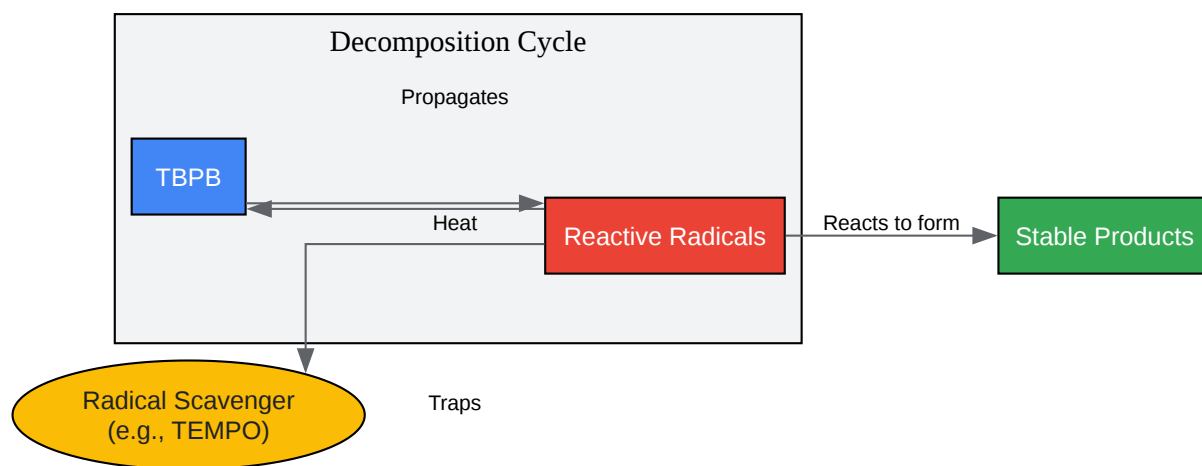 Decomposition Cycle
Propagates
TBPB
Heat
Reactive Radicals
Reacts to form
Stable Products
Radical Scavenger
(e.g., TEMPO)
Traps